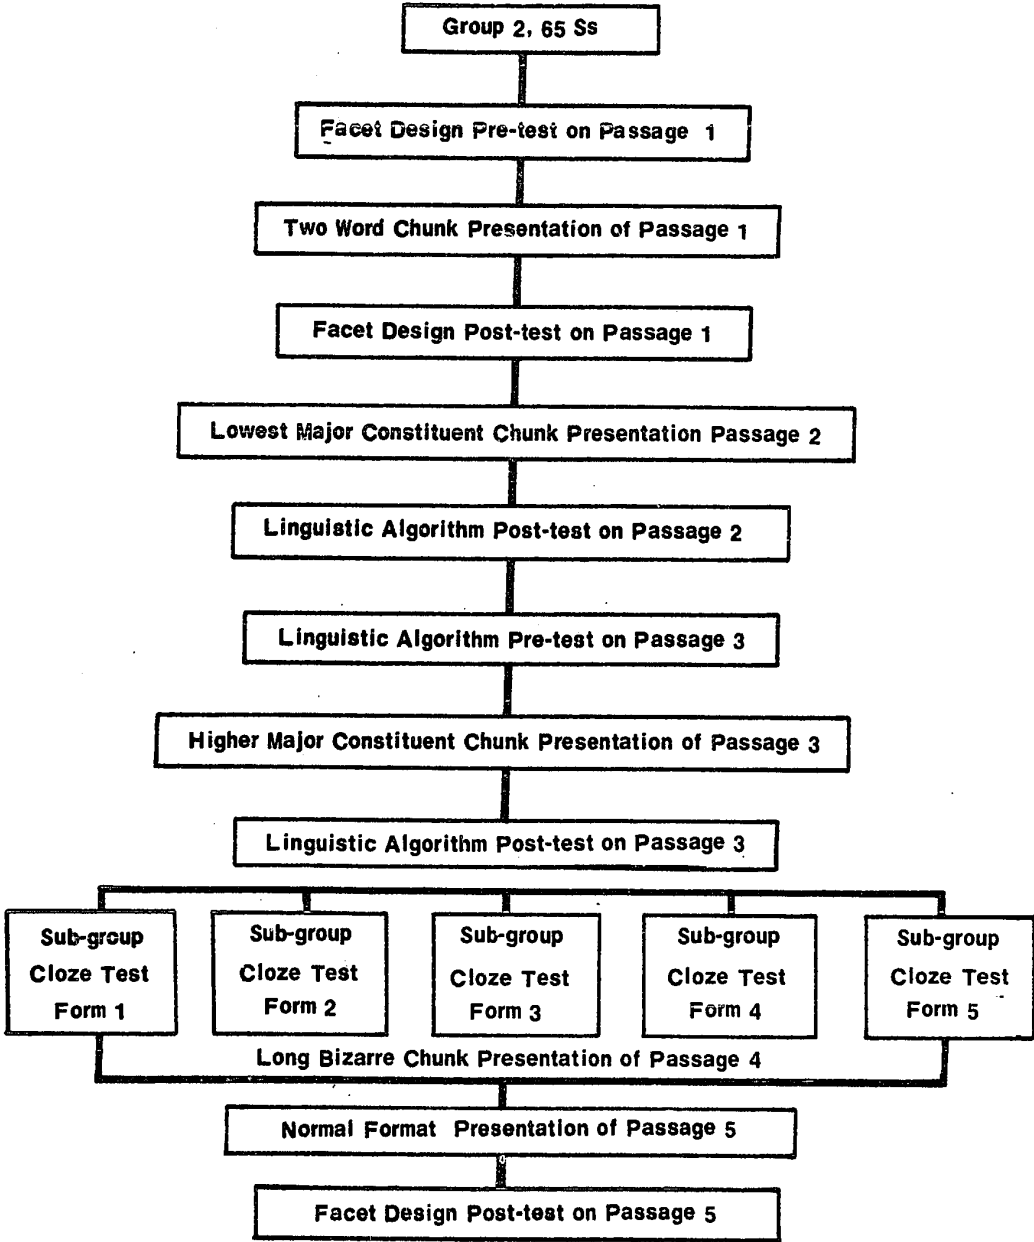 Group 2, 65 Ss
Facet Design Pre-test on Passage 1
Two Word Chunk Presentation of Passage 1
Facet Design Post-test on Passage 1
Lowest Major Constituent Chunk Presentation Passage 2
Linguistic Algorithm Post-test on Passage 2
Linguistic Algorithm Pre-test on Passage 3
Higher Major Constituent Chunk Presentation of Passage 3
Linguistic Algorithm Post-test on Passage 3
Sub-group
Cloze Test
Form 1
Sub-group
Cloze Test
Form 2
Sub-group
Cloze Test
Form 3
Sub-group
Cloze Test
Form 4
Sub-group
Cloze Test
Form 5
Long Bizarre Chunk Presentation of Passage 4
Normal Format Presentation of Passage 5
Facet Design Post-test on Passage 5